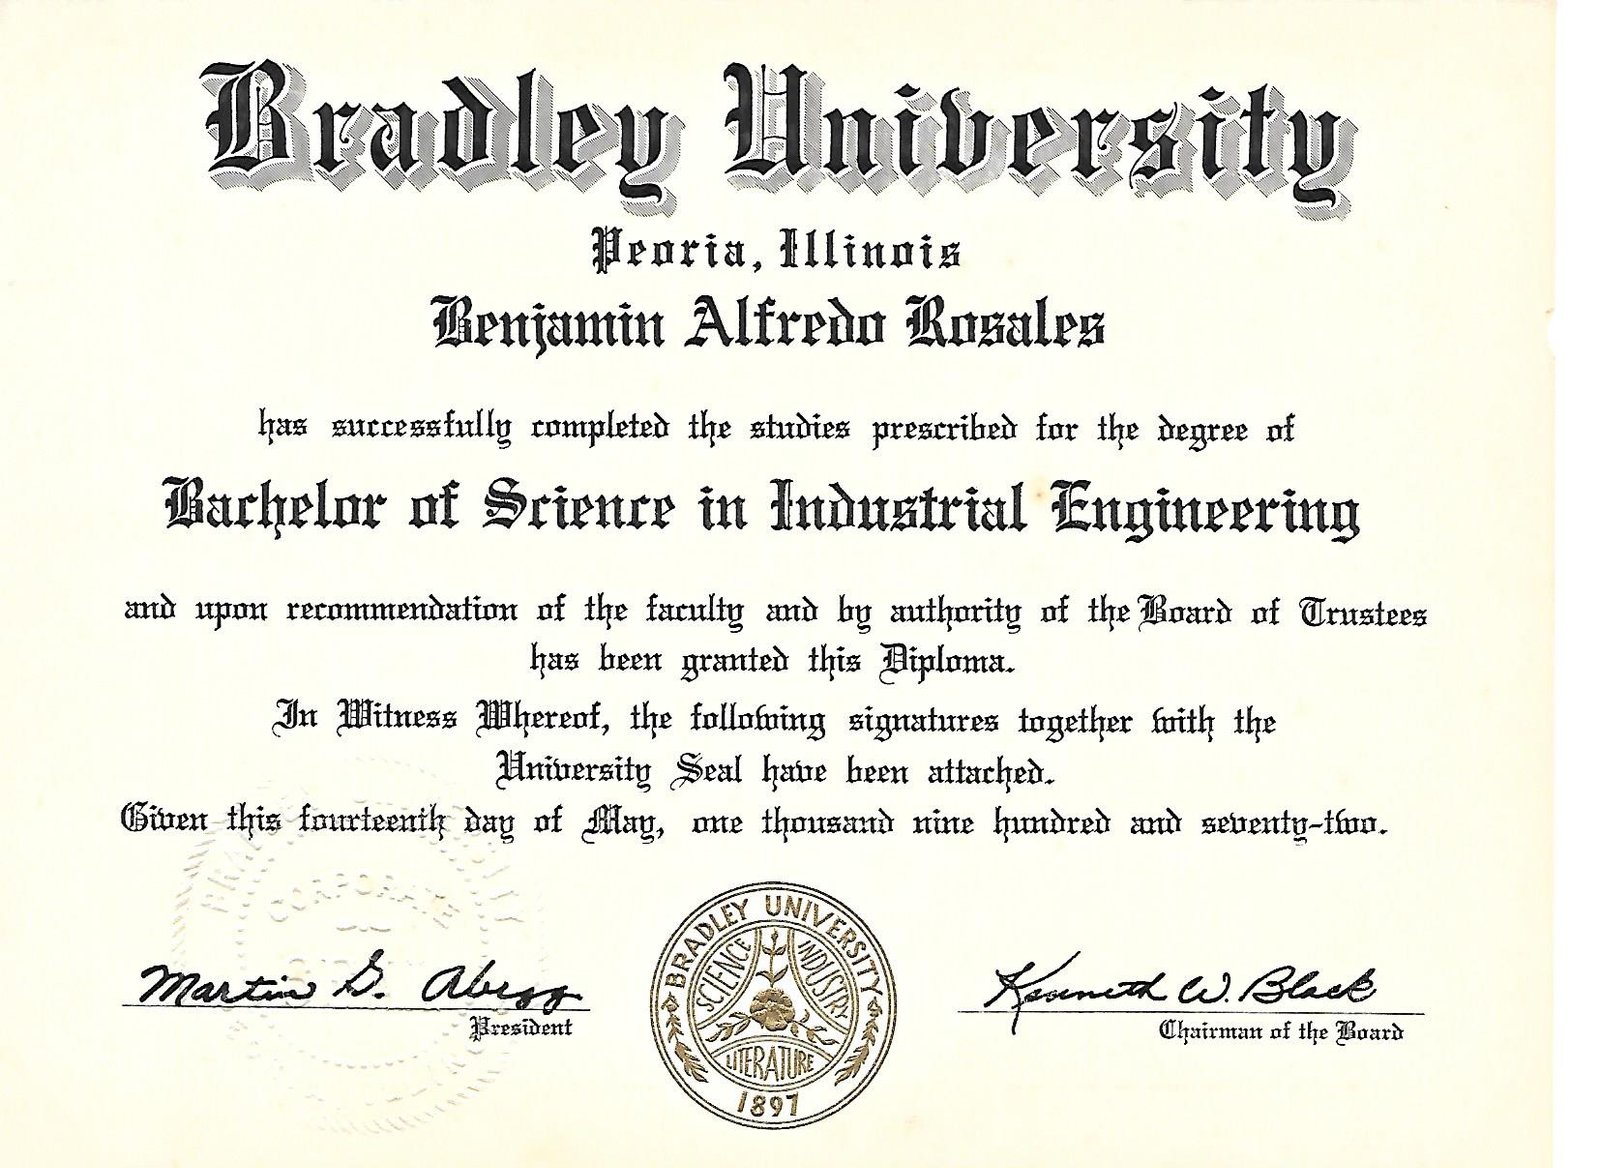 Bradley University
Peoria, Illinois
Benjamin Alfredo Rosales
has successfully completed the studies prescribed for the degree of
Bachelor of Science in Industrial Engineering
and upon recommendation of the faculty and by authority of the Board of Trustees
has been granted this Diploma.
In Witness Whereof, the following signatures together with the
University Seal have been attached.
Given this fourteenth day of May, one thousand nine hundred and seventy-two.
CORPORATE
Martin G. Abegg
President
BRADLEY UNIVERSITY
SCIENCE
INDUSTRY
LITERATURE
1897
Kenneth W. Black
Chairman of the Board